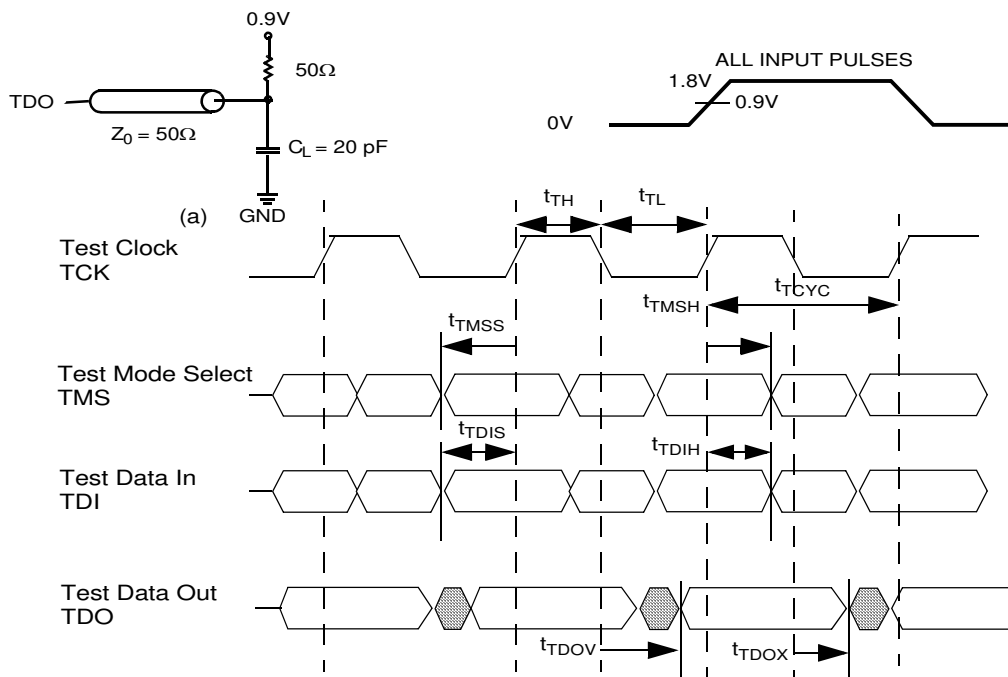 0.9V
50Ω
TDO
Z0 = 50Ω
CL = 20 pF
(a)
GND
ALL INPUT PULSES
1.8V
0.9V
0V
tTH
tTL
Test Clock
TCK
tTMSH
tTCYC
tTMSS
Test Mode Select
TMS
tTDIS
tTDIH
Test Data In
TDI
Test Data Out
TDO
tTDOV
tTDOX